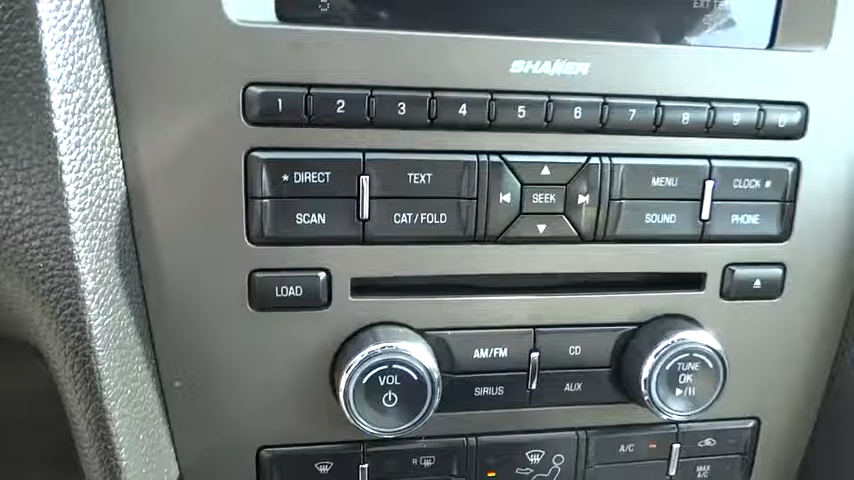 SHAKER
1 2 3 4 5 6 7 8 9 0
* DIRECT TEXT MENU CLOCK #
SEEK
SCAN CAT/FOLD SOUND PHONE
LOAD
AM/FM CD
VOL TUNE
OK
SIRIUS AUX
R A/C
MAX
A/C